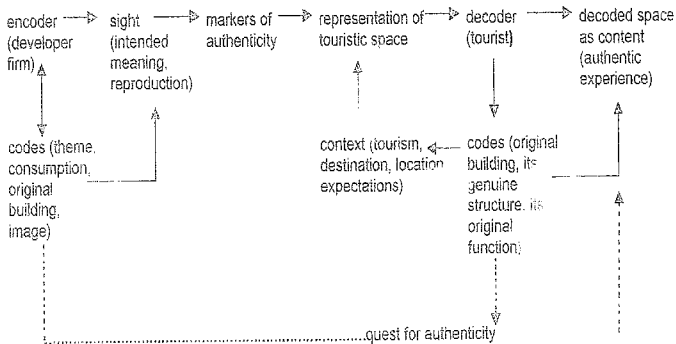 encoder
(developer
firm)
sight
(intended
meaning,
reproduction)
markers of
authenticity
representation of
touristic space
decoder
(tourist)
decoded space
as content
(authentic
experience)
codes (theme,
consumption,
original
building,
image)
context (tourism,
destination, location
expectations)
codes (original
building, its
genuine
structure. its
original
function)
quest for authenticity